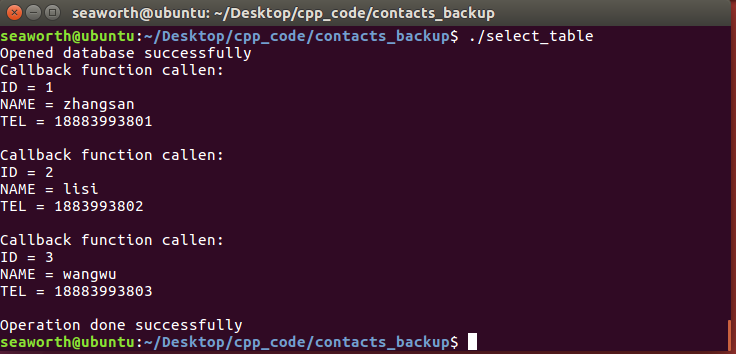 seaworth@ubuntu: ~/Desktop/cpp_code/contacts_backup
seaworth@ubuntu:~/Desktop/cpp_code/contacts_backup$ ./select_table
Opened database successfully
Callback function callen:
ID = 1
NAME = zhangsan
TEL = 18883993801
Callback function callen:
ID = 2
NAME = lisi
TEL = 1883993802
Callback function callen:
ID = 3
NAME = wangwu
TEL = 18883993803
Operation done successfully
seaworth@ubuntu:~/Desktop/cpp_code/contacts_backup$